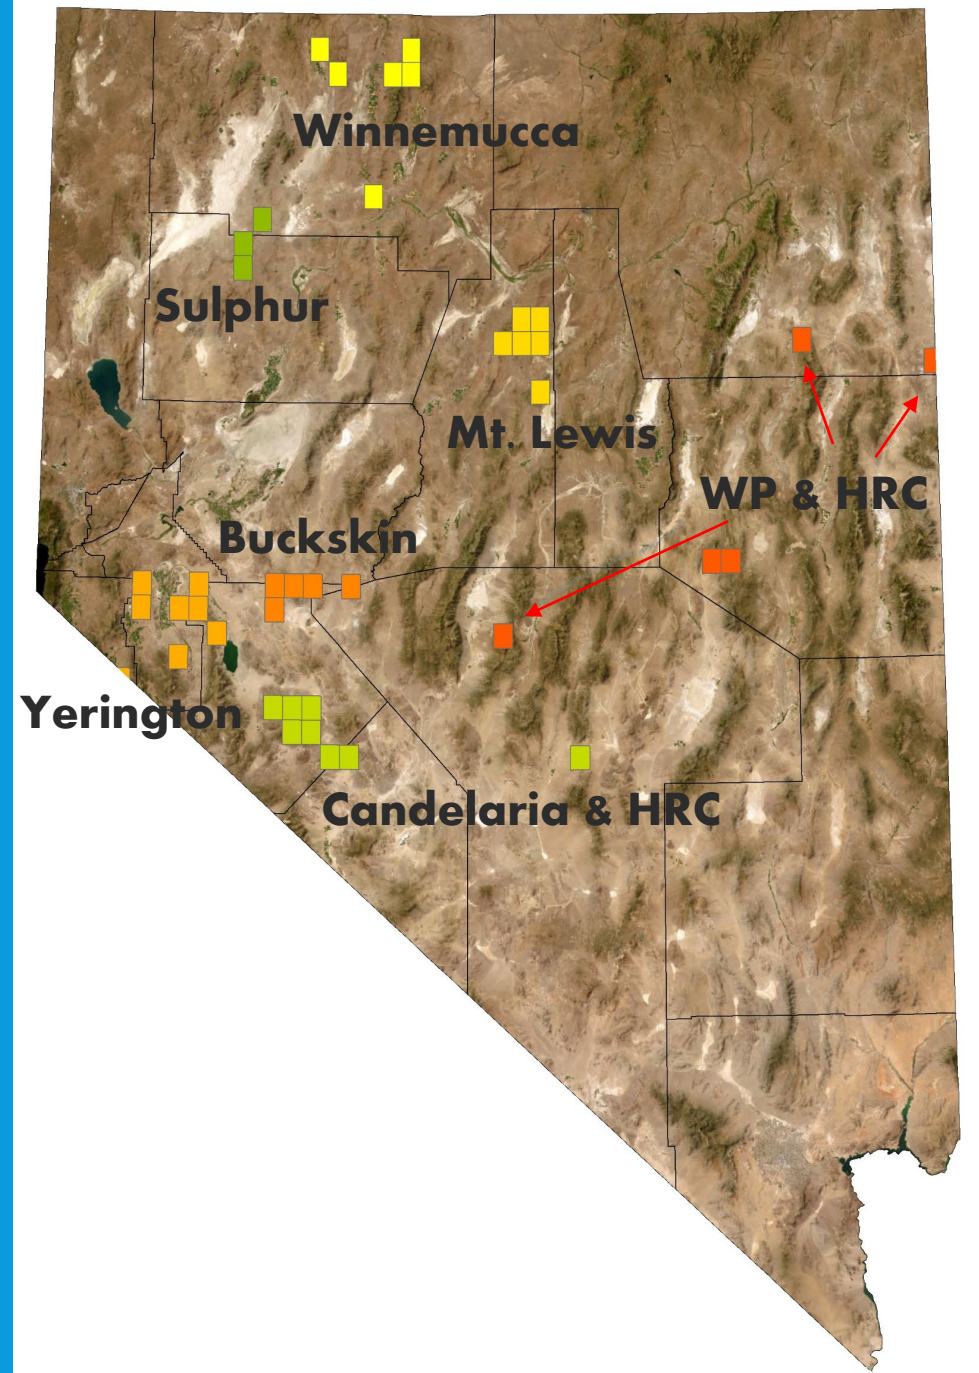 Winnemucca
Sulphur
Mt. Lewis
WP & HRC
Buckskin
Yerington
Candelaria & HRC